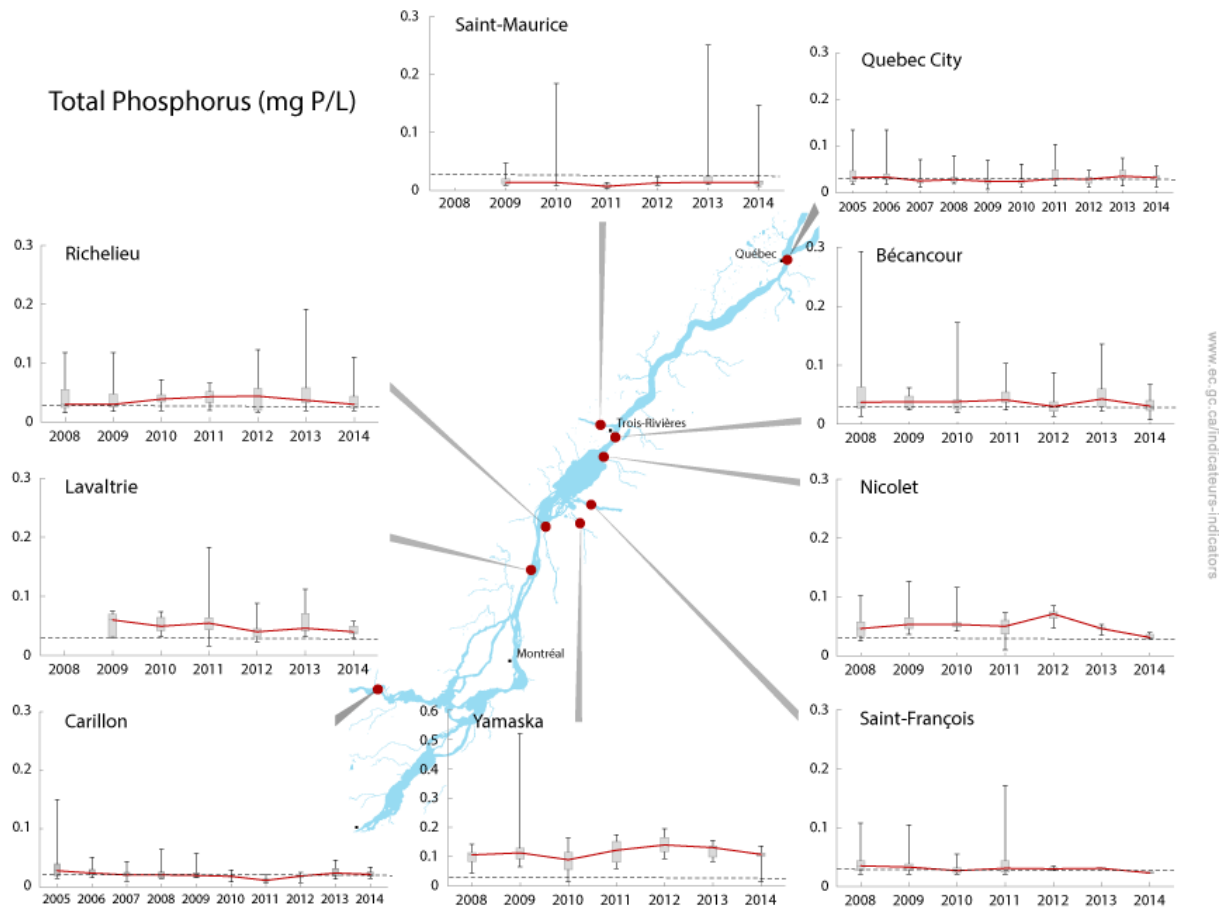 Total Phosphorus (mg P/L)
Saint-Maurice
0.3
0.2
0.1
0
2008 2009 2010 2011 2012 2013 2014
Quebec City
0.3
0.2
0.1
0
2005 2006 2007 2008 2009 2010 2011 2012 2013 2014
Richelieu
0.3
0.2
0.1
0
2008 2009 2010 2011 2012 2013 2014
Québec
Bécancour
0.3
0.2
0.1
0
2008 2009 2010 2011 2012 2013 2014
Trois-Rivières
Lavaltrie
0.3
0.2
0.1
0
2008 2009 2010 2011 2012 2013 2014
Montréal
Nicolet
0.3
0.2
0.1
0
2008 2009 2010 2011 2012 2013 2014
Carillon
0.3
0.2
0.1
0
2005 2006 2007 2008 2009 2010 2011 2012 2013 2014
Yamaska
0.6
0.5
0.4
0.3
0.2
0.1
0
2008 2009 2010 2011 2012 2013 2014
Saint-François
0.3
0.2
0.1
0
2008 2009 2010 2011 2012 2013 2014
www.ec.gc.ca/indicateurs-indicators